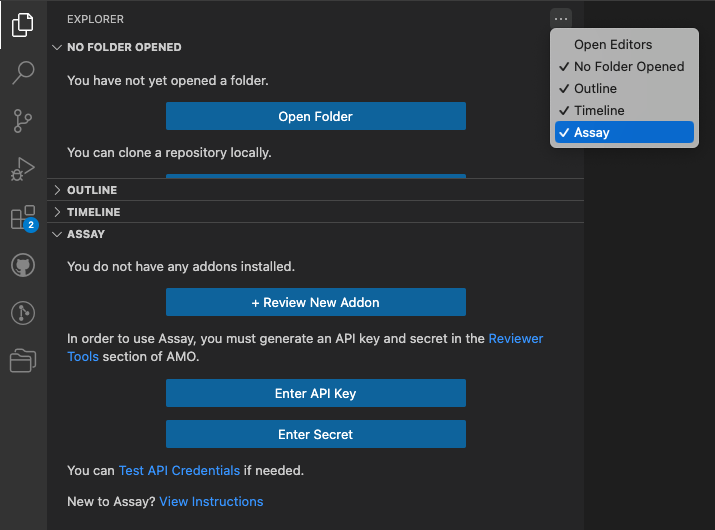 EXPLORER
...
NO FOLDER OPENED
You have not yet opened a folder.
Open Folder
You can clone a repository locally.
OUTLINE
TIMELINE
ASSAY
You do not have any addons installed.
+ Review New Addon
In order to use Assay, you must generate an API key and secret in the Reviewer
Tools section of AMO.
Enter API Key
Enter Secret
You can Test API Credentials if needed.
New to Assay? View Instructions
2
Open Editors
✓ No Folder Opened
✓ Outline
✓ Timeline
✓ Assay